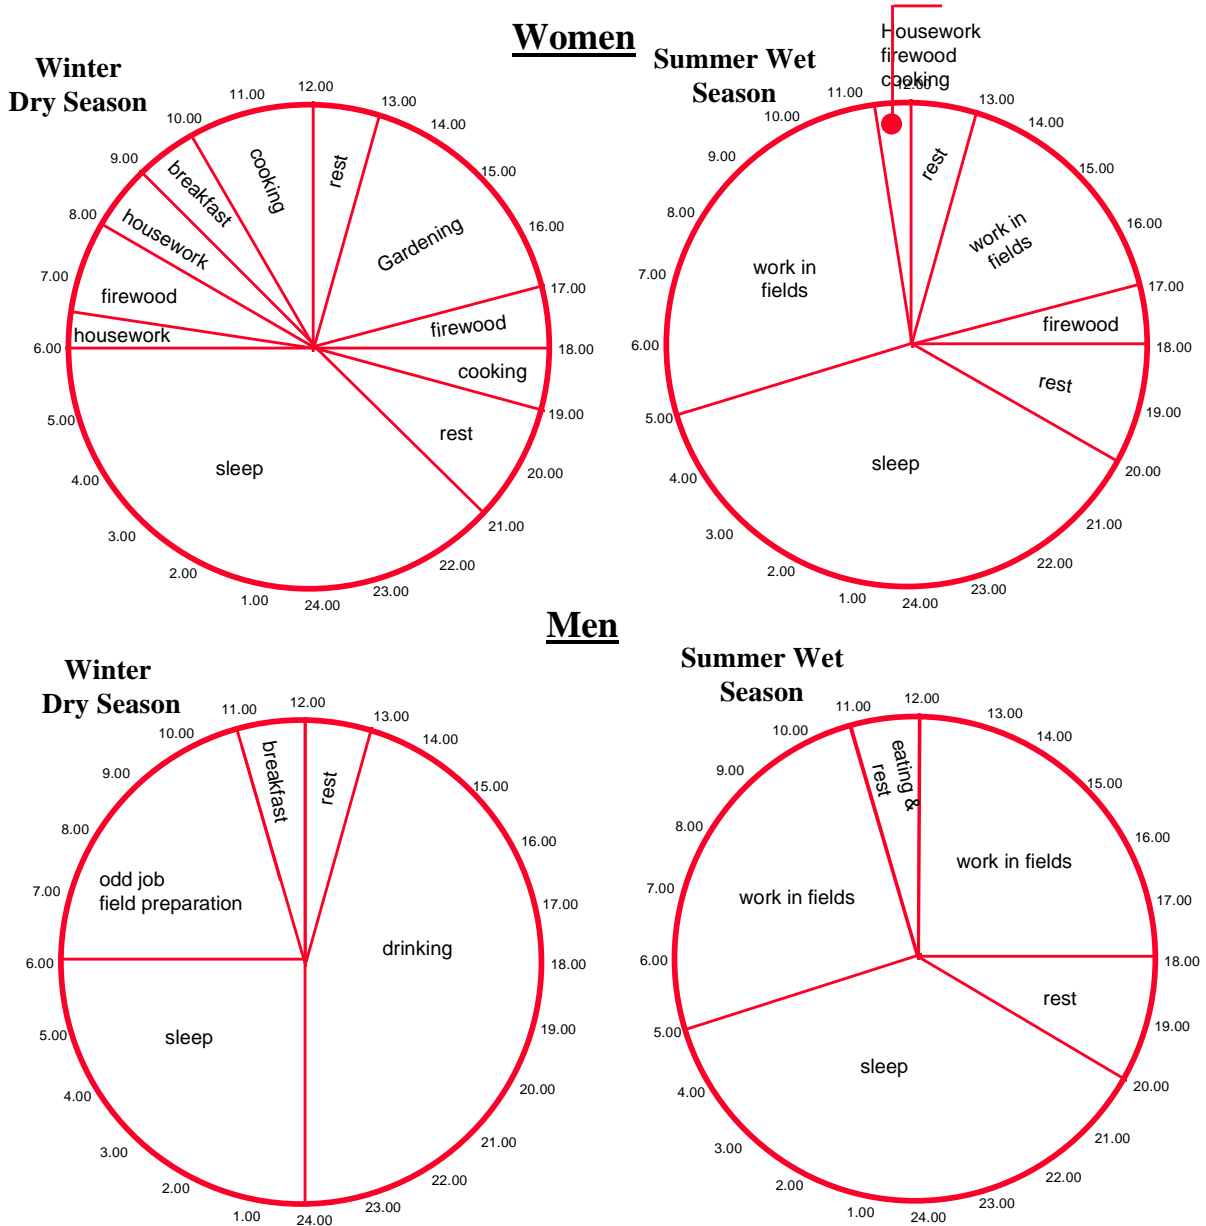 Women
Winter
Dry Season
12.00
13.00
14.00
15.00
16.00
17.00
18.00
19.00
20.00
21.00
22.00
23.00
24.00
1.00
2.00
3.00
4.00
5.00
6.00
7.00
8.00
9.00
10.00
11.00
rest
Gardening
firewood
cooking
rest
sleep
housework
firewood
housework
breakfast
cooking
Summer Wet
Season
Housework
firewood
cooking
12.00
13.00
14.00
15.00
16.00
17.00
18.00
19.00
20.00
21.00
22.00
23.00
24.00
1.00
2.00
3.00
4.00
5.00
6.00
7.00
8.00
9.00
10.00
11.00
rest
work in
fields
firewood
rest
sleep
work in
fields
Men
Winter
Dry Season
12.00
13.00
14.00
15.00
16.00
17.00
18.00
19.00
20.00
21.00
22.00
23.00
24.00
1.00
2.00
3.00
4.00
5.00
6.00
7.00
8.00
9.00
10.00
11.00
rest
drinking
sleep
odd job
field preparation
breakfast
Summer Wet
Season
12.00
13.00
14.00
15.00
16.00
17.00
18.00
19.00
20.00
21.00
22.00
23.00
24.00
1.00
2.00
3.00
4.00
5.00
6.00
7.00
8.00
9.00
10.00
11.00
work in fields
rest
sleep
work in fields
eating &
rest